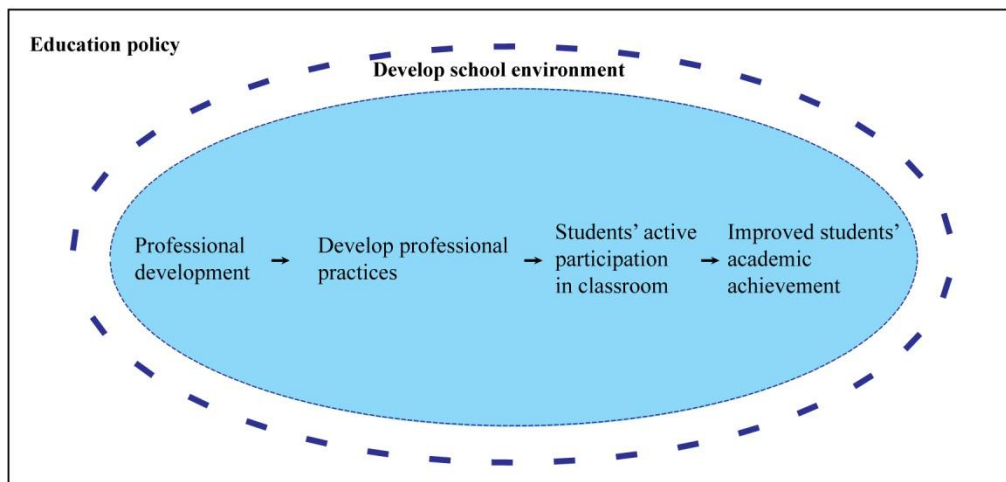 Education policy
Develop school environment
Professional
development
Develop professional
practices
Students’ active
participation
in classroom
Improved students’
academic
achievement